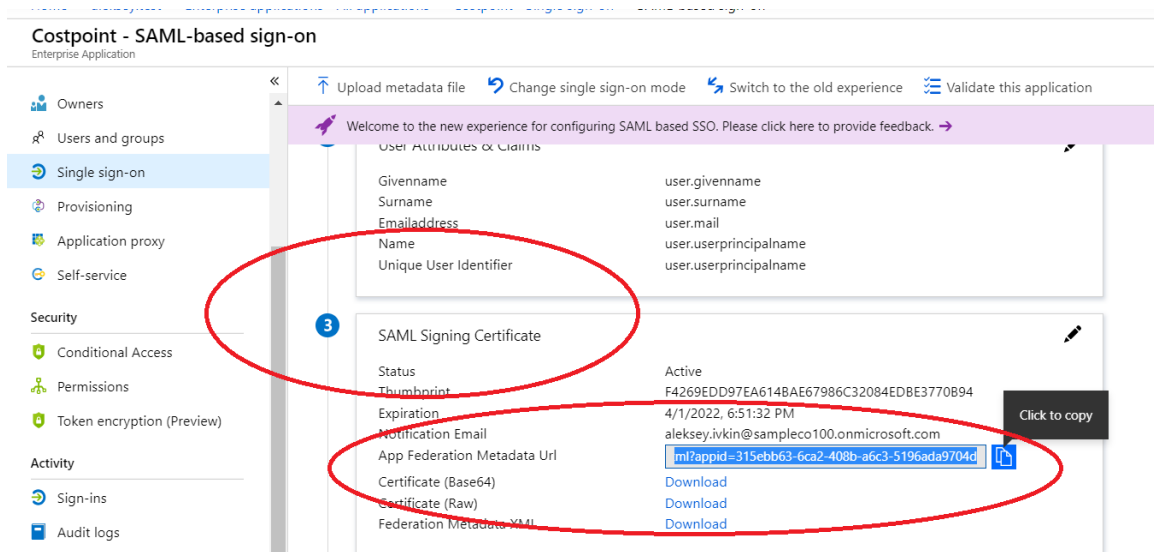 Costpoint - SAML-based sign-on
Enterprise Application
«
Owners
Users and groups
Single sign-on
Provisioning
Application proxy
Self-service
Security
Conditional Access
Permissions
Token encryption (Preview)
Activity
Sign-ins
Audit logs
Upload metadata file Change single sign-on mode Switch to the old experience Validate this application
Welcome to the new experience for configuring SAML based SSO. Please click here to provide feedback. →
User Attributes & Claims
Givenname user.givenname
Surname user.surname
Emailaddress user.mail
Name user.userprincipalname
Unique User Identifier user.userprincipalname
3
SAML Signing Certificate
Status Active
Thumbprint F4269EDD97EA614BAE67986C32084EDBE3770B94
Expiration 4/1/2022, 6:51:32 PM
Click to copy
Notification Email aleksey.ivkin@sampleco100.onmicrosoft.com
App Federation Metadata Url ml?appid=315ebb63-6ca2-408b-a6c3-5196ada9704d
Certificate (Base64) Download
Certificate (Raw) Download
Federation Metadata XML Download